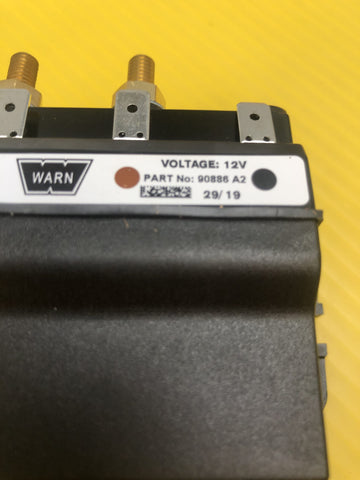 WARN
VOLTAGE: 12V
PART No: 90886 A2
29/19